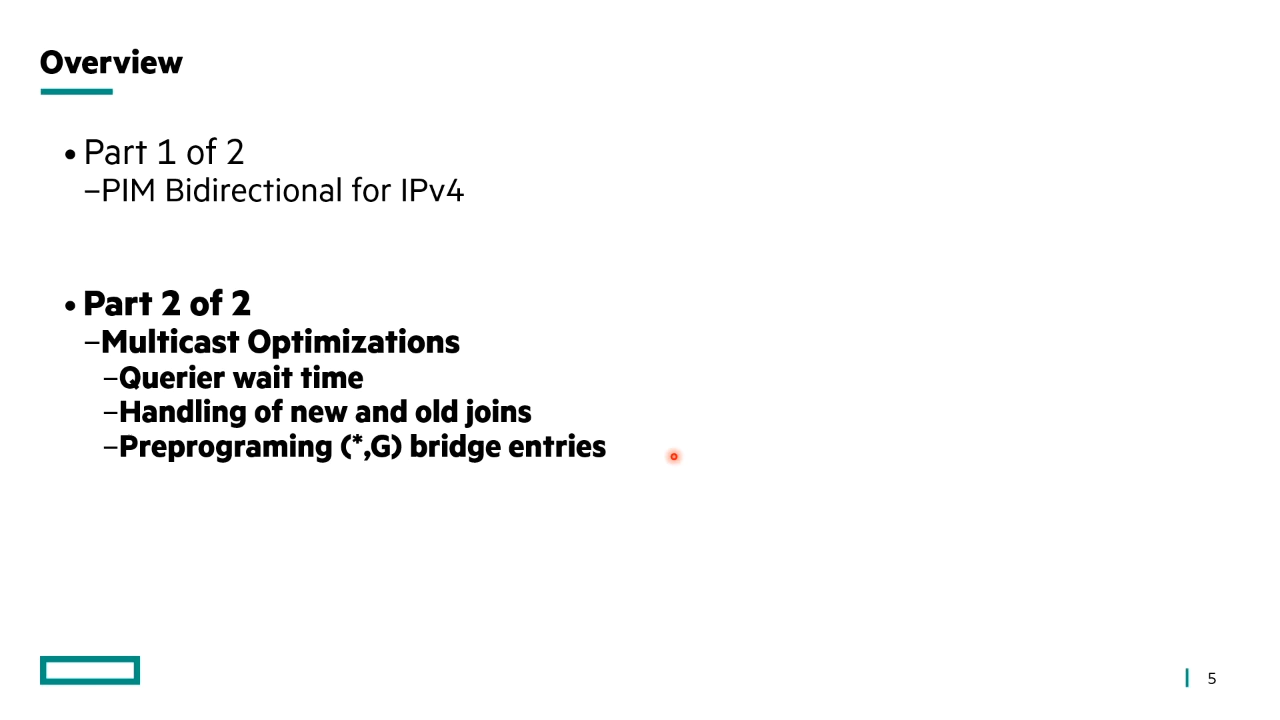 Overview
• Part 1 of 2
–PIM Bidirectional for IPv4
• Part 2 of 2
–Multicast Optimizations
–Querier wait time
–Handling of new and old joins
–Preprograming (*,G) bridge entries
5